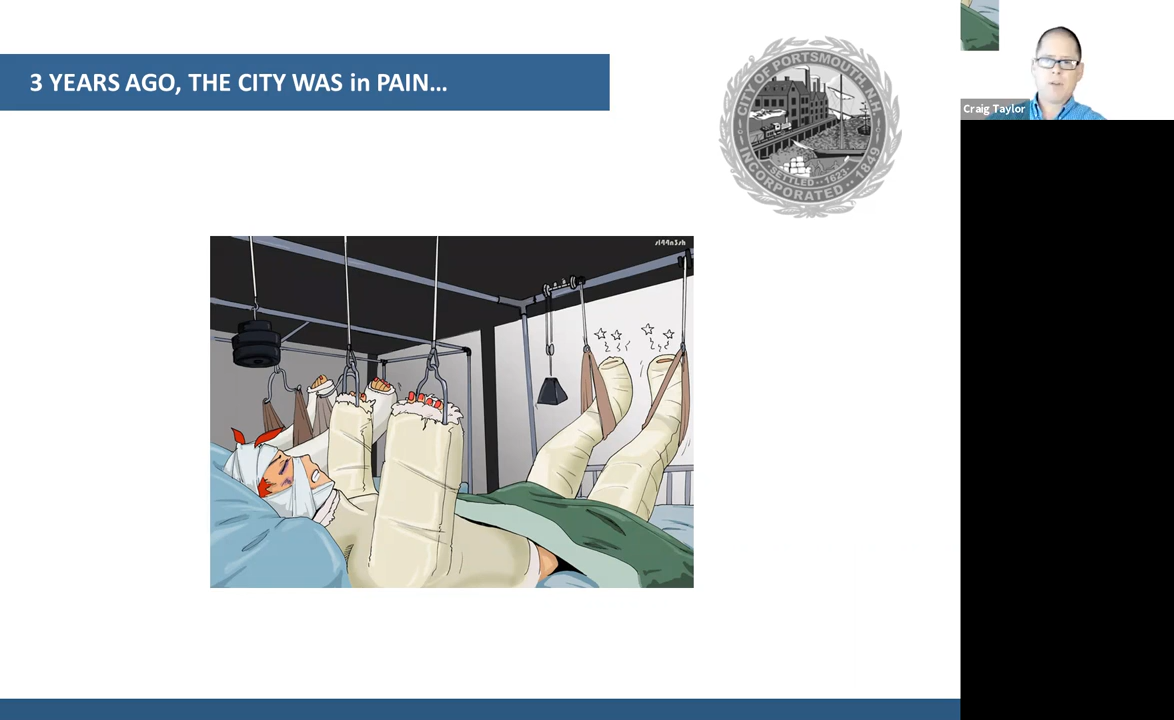 3 YEARS AGO, THE CITY WAS in PAIN...
CITY OF PORTSMOUTH, N.H.
SETTLED · 1623 ·
INCORPORATED · 1849
Craig Taylor